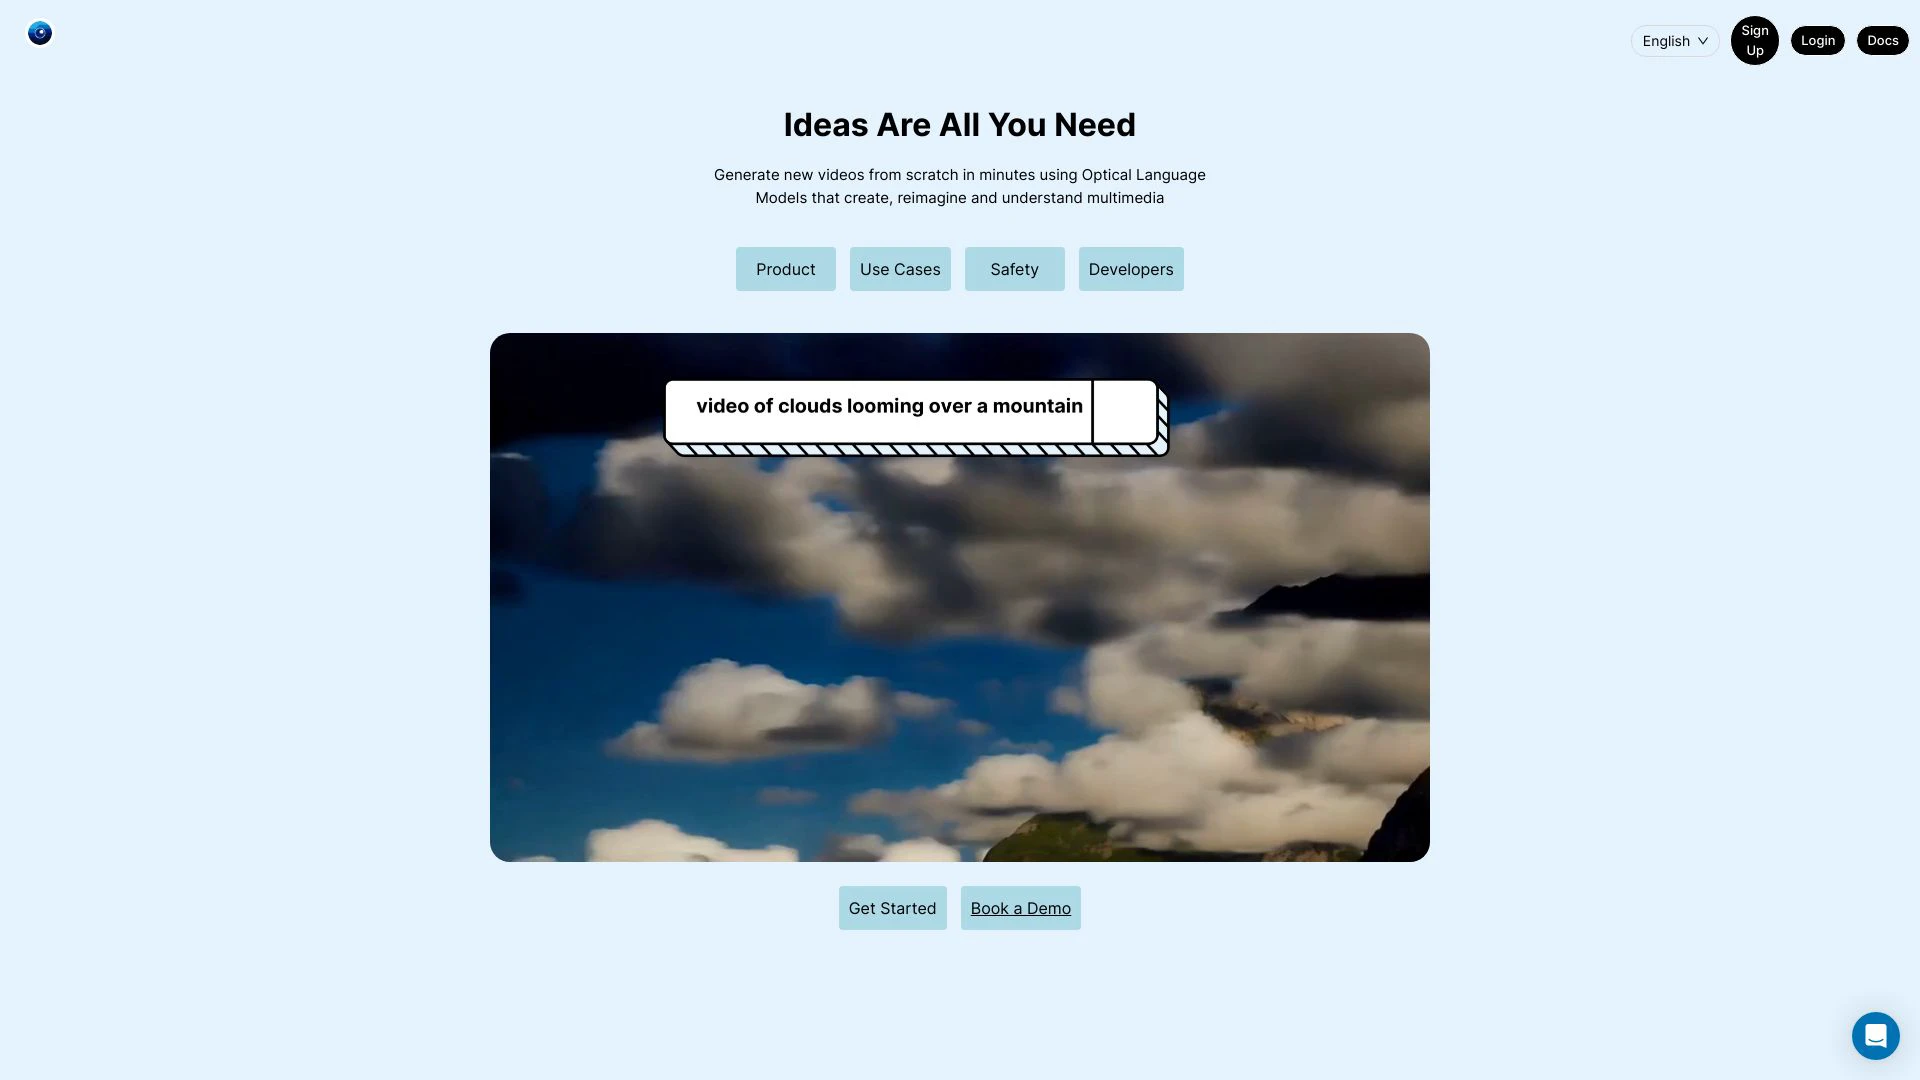 English
Sign
Up
Login
Docs
Ideas Are All You Need
Generate new videos from scratch in minutes using Optical Language
Models that create, reimagine and understand multimedia
Product
Use Cases
Safety
Developers
video of clouds looming over a mountain
Get Started
Book a Demo